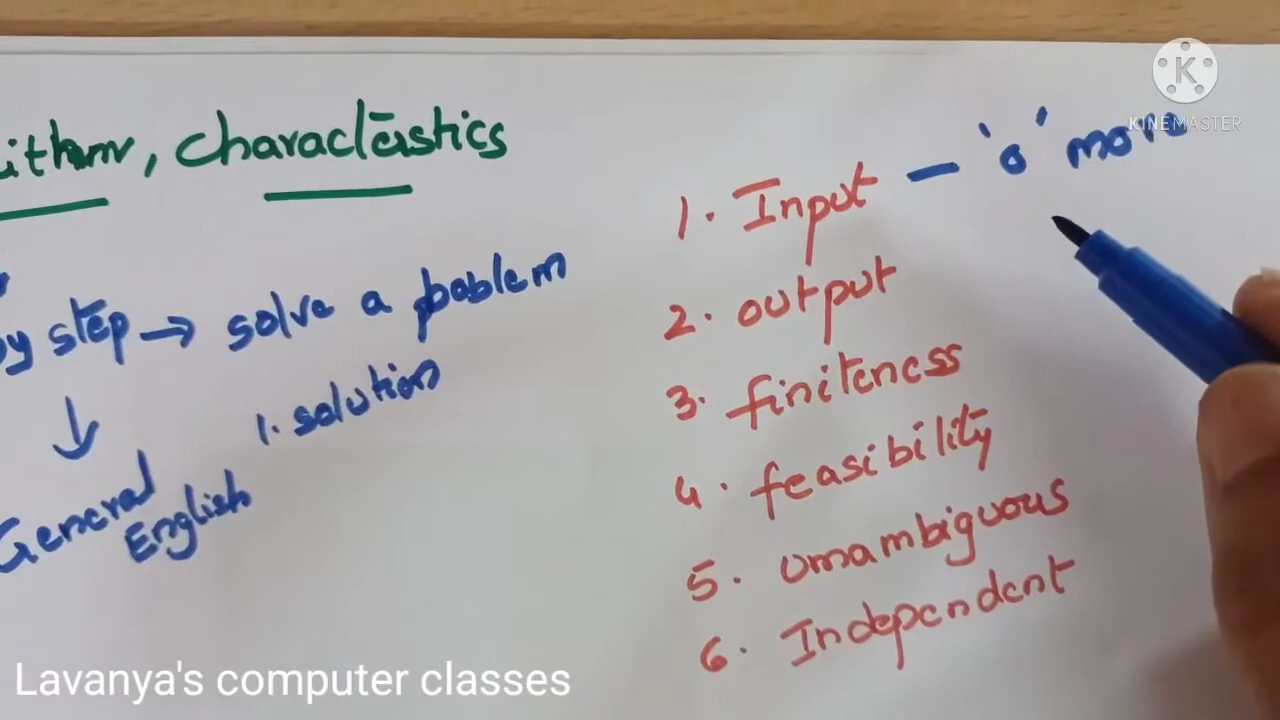 ithm, characteristics
by step → solve a problem
1. solution
General
English
1. Input — 'o' more
2. output
3. finiteness
4. feasibility
5. unambiguous
6. Independent
KINEMASTER
Lavanya's computer classes